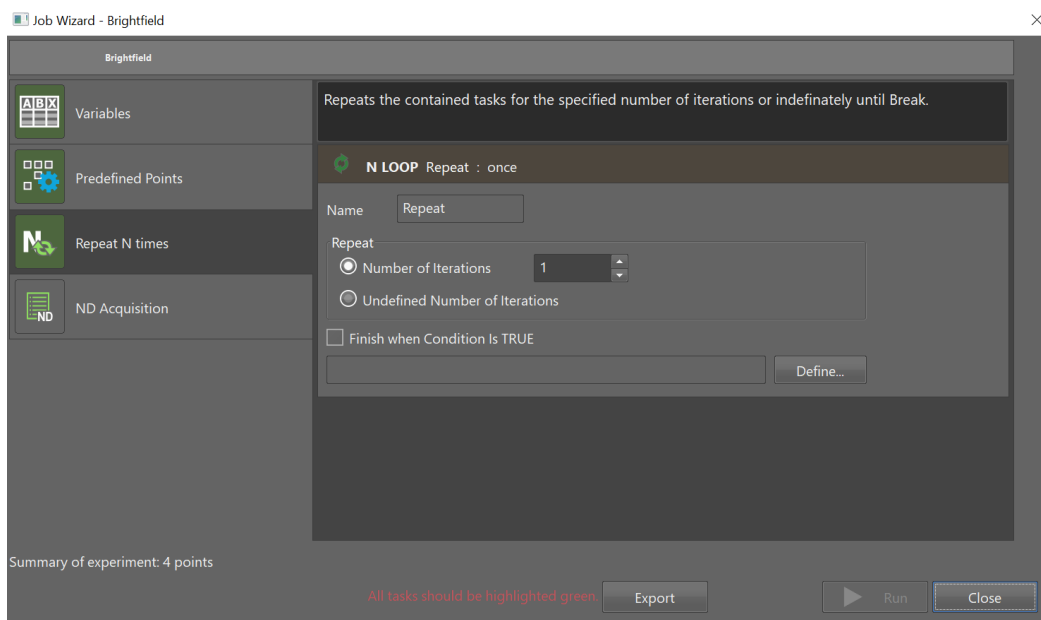 Job Wizard - Brightfield
Brightfield
ABX
Variables
Predefined Points
N
Repeat N times
ND
ND Acquisition
Repeats the contained tasks for the specified number of iterations or indefinately until Break.
N LOOP Repeat : once
Name Repeat
Repeat
Number of Iterations 1
Undefined Number of Iterations
Finish when Condition Is TRUE
Define...
Summary of experiment: 4 points
All tasks should be highlighted green.
Export
Run
Close